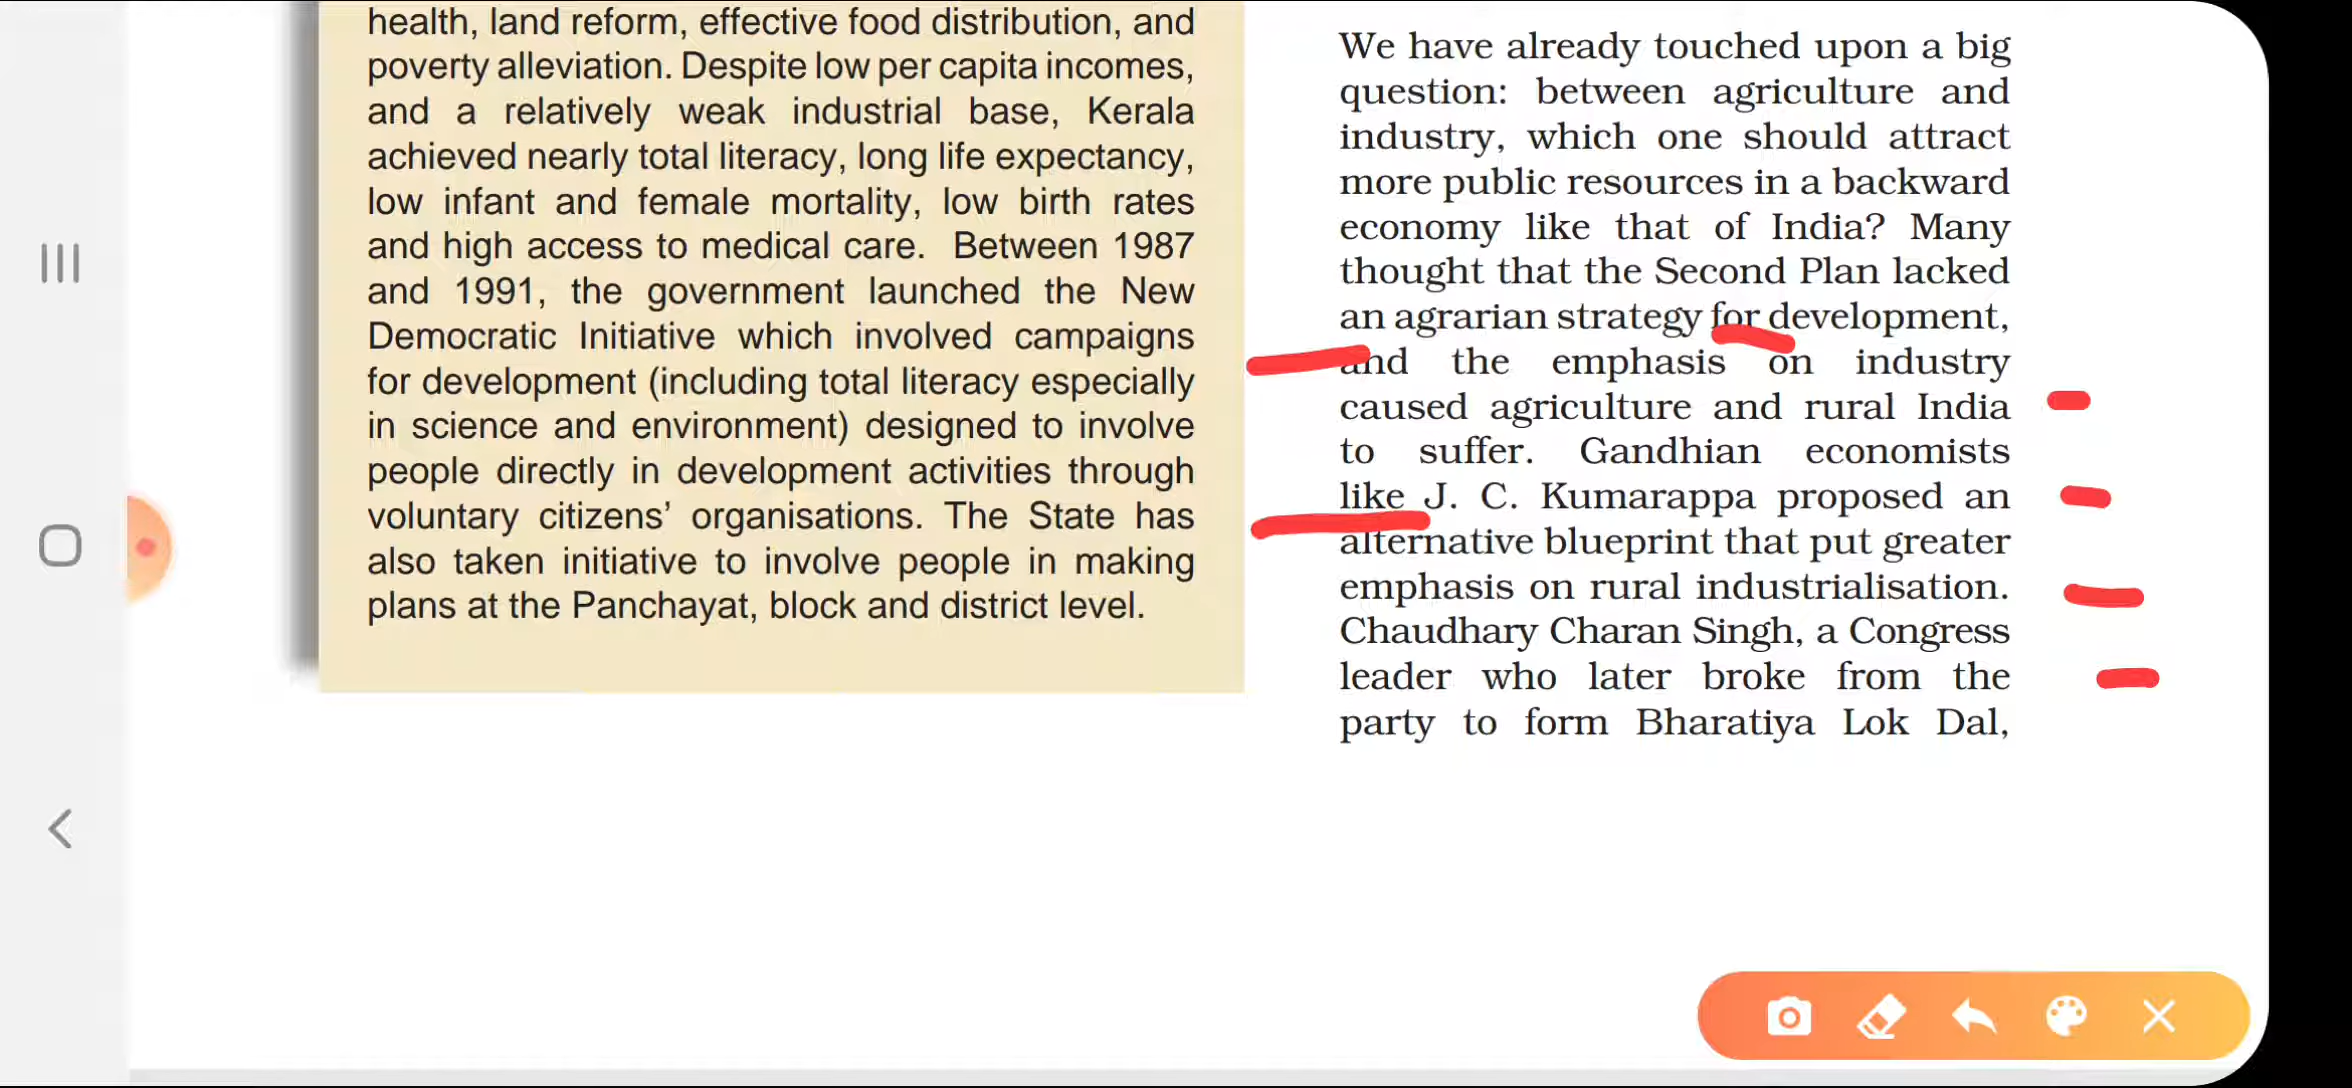 health, land reform, effective food distribution, and
poverty alleviation. Despite low per capita incomes,
and a relatively weak industrial base, Kerala
achieved nearly total literacy, long life expectancy,
low infant and female mortality, low birth rates
and high access to medical care. Between 1987
and 1991, the government launched the New
Democratic Initiative which involved campaigns
for development (including total literacy especially
in science and environment) designed to involve
people directly in development activities through
voluntary citizens’ organisations. The State has
also taken initiative to involve people in making
plans at the Panchayat, block and district level.
We have already touched upon a big
question: between agriculture and
industry, which one should attract
more public resources in a backward
economy like that of India? Many
thought that the Second Plan lacked
an agrarian strategy for development,
and the emphasis on industry
caused agriculture and rural India
to suffer. Gandhian economists
like J. C. Kumarappa proposed an
alternative blueprint that put greater
emphasis on rural industrialisation.
Chaudhary Charan Singh, a Congress
leader who later broke from the
party to form Bharatiya Lok Dal,